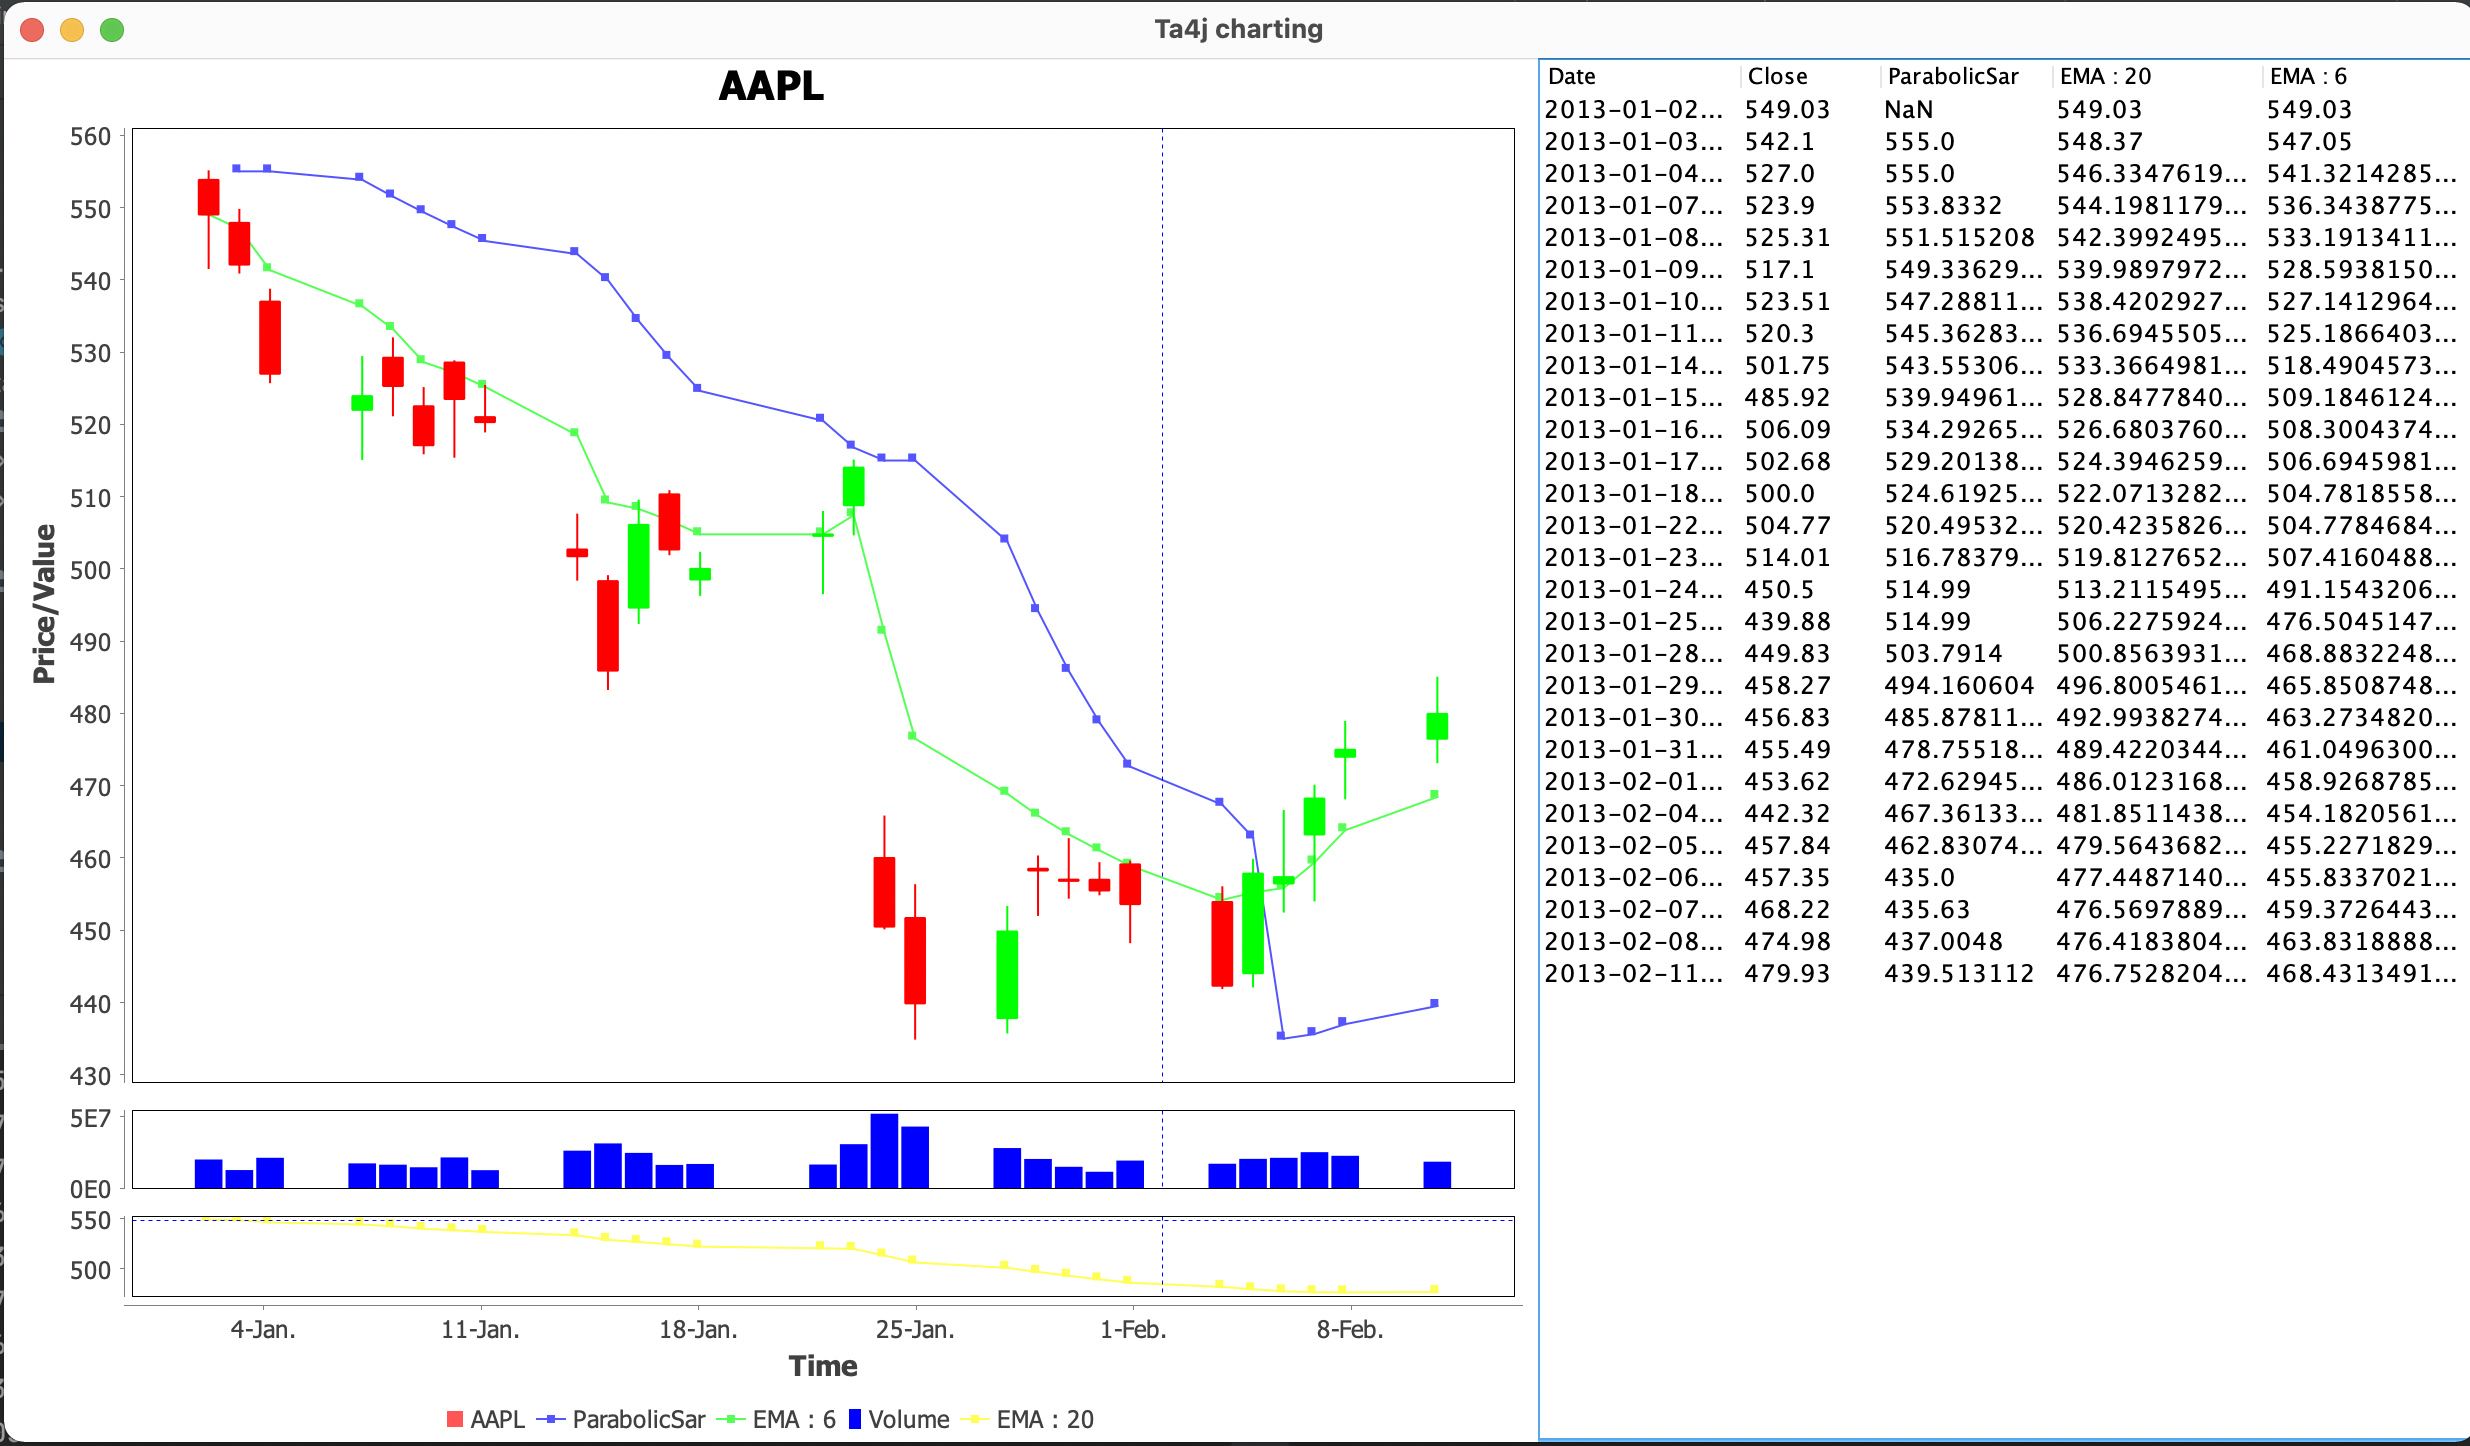 Ta4j charting
AAPL
560
550
540
530
520
510
500
490
480
470
460
450
440
430
Price/Value
5E7
0E0
550
500
4-Jan. 11-Jan. 18-Jan. 25-Jan. 1-Feb. 8-Feb.
Time
AAPL ParabolicSar EMA : 6 Volume EMA : 20
Date Close ParabolicSar EMA : 20 EMA : 6
2013-01-02... 549.03 NaN 549.03 549.03
2013-01-03... 542.1 555.0 548.37 547.05
2013-01-04... 527.0 555.0 546.3347619... 541.3214285...
2013-01-07... 523.9 553.8332 544.1981179... 536.3438775...
2013-01-08... 525.31 551.515208 542.3992495... 533.1913411...
2013-01-09... 517.1 549.33629... 539.9897972... 528.5938150...
2013-01-10... 523.51 547.28811... 538.4202927... 527.1412964...
2013-01-11... 520.3 545.36283... 536.6945505... 525.1866403...
2013-01-14... 501.75 543.55306... 533.3664981... 518.4904573...
2013-01-15... 485.92 539.94961... 528.8477840... 509.1846124...
2013-01-16... 506.09 534.29265... 526.6803760... 508.3004374...
2013-01-17... 502.68 529.20138... 524.3946259... 506.6945981...
2013-01-18... 500.0 524.61925... 522.0713282... 504.7818558...
2013-01-22... 504.77 520.49532... 520.4235826... 504.7784684...
2013-01-23... 514.01 516.78379... 519.8127652... 507.4160488...
2013-01-24... 450.5 514.99 513.2115495... 491.1543206...
2013-01-25... 439.88 514.99 506.2275924... 476.5045147...
2013-01-28... 449.83 503.7914 500.8563931... 468.8832248...
2013-01-29... 458.27 494.160604 496.8005461... 465.8508748...
2013-01-30... 456.83 485.87811... 492.9938274... 463.2734820...
2013-01-31... 455.49 478.75518... 489.4220344... 461.0496300...
2013-02-01... 453.62 472.62945... 486.0123168... 458.9268785...
2013-02-04... 442.32 467.36133... 481.8511438... 454.1820561...
2013-02-05... 457.84 462.83074... 479.5643682... 455.2271829...
2013-02-06... 457.35 435.0 477.4487140... 455.8337021...
2013-02-07... 468.22 435.63 476.5697889... 459.3726443...
2013-02-08... 474.98 437.0048 476.4183804... 463.8318888...
2013-02-11... 479.93 439.513112 476.7528204... 468.4313491...